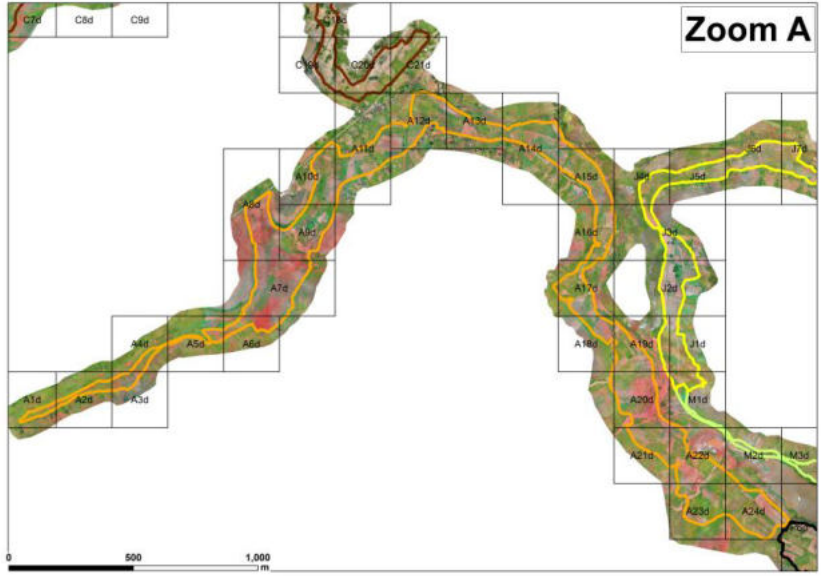 C7d C8d C9d C18d Zoom A
C19d C20d C21d
A12d A13d
A11d A14d J6d J7d
A10d A15d J4d J5d
A8d
A9d A16d J3d
A7d A17d J2d
A4d A5d A6d A18d A19d J1d
A1d A2d A3d A20d M1d
A21d A22d M2d M3d
A23d A24d
0 500 1,000
m